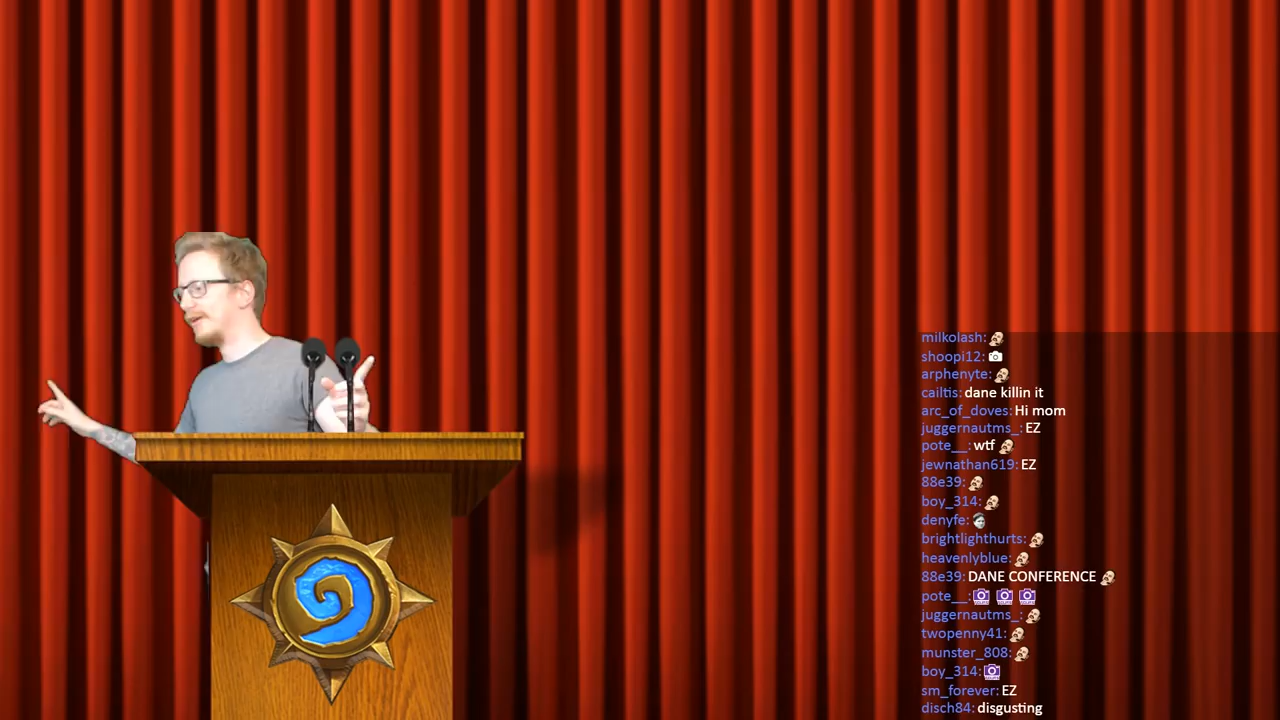 milkolash:
shoopi12:
arphenyte:
cailtis: dane killin it
arc_of_doves: Hi mom
juggernautms_: EZ
pote__: wtf
jewnathan619: EZ
88e39:
boy_314:
denyfe:
brightlighthurts:
heavenlyblue:
88e39: DANE CONFERENCE
pote__:
juggernautms_:
twopenny41:
munster_808:
boy_314:
sm_forever: EZ
disch84: disgusting